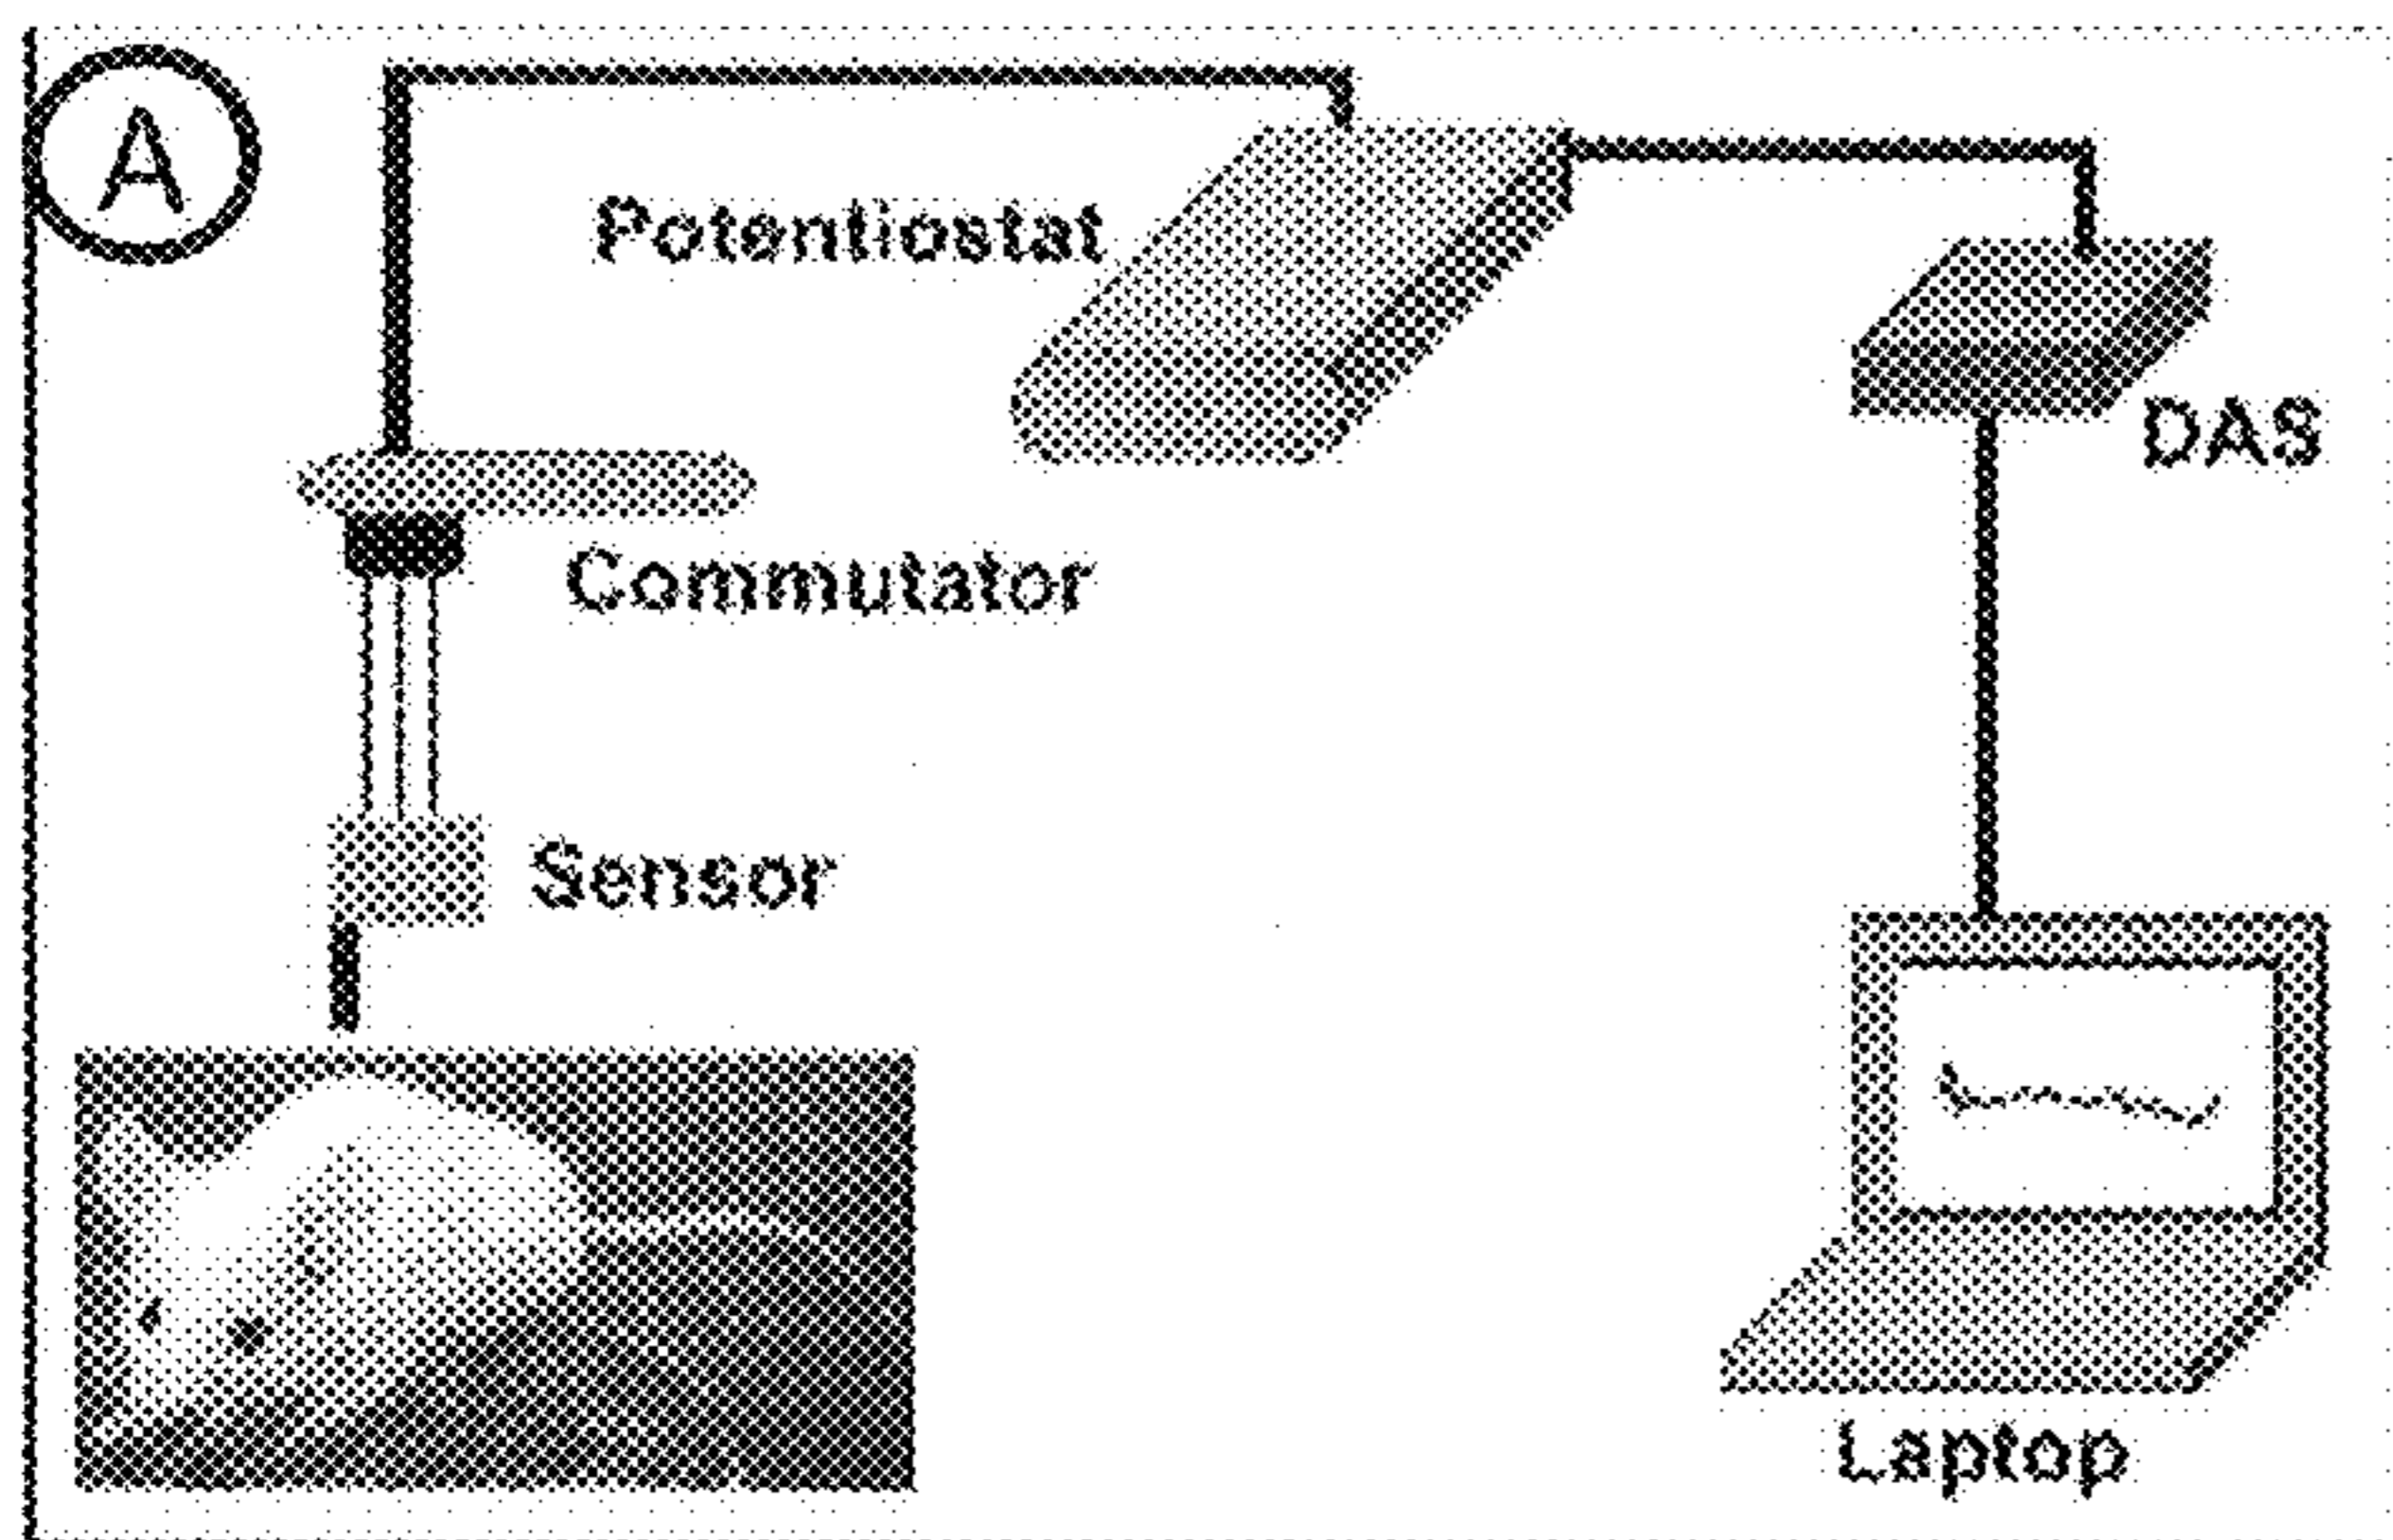 A
Potentiostat
DAS
Commutator
Sensor
Laptop